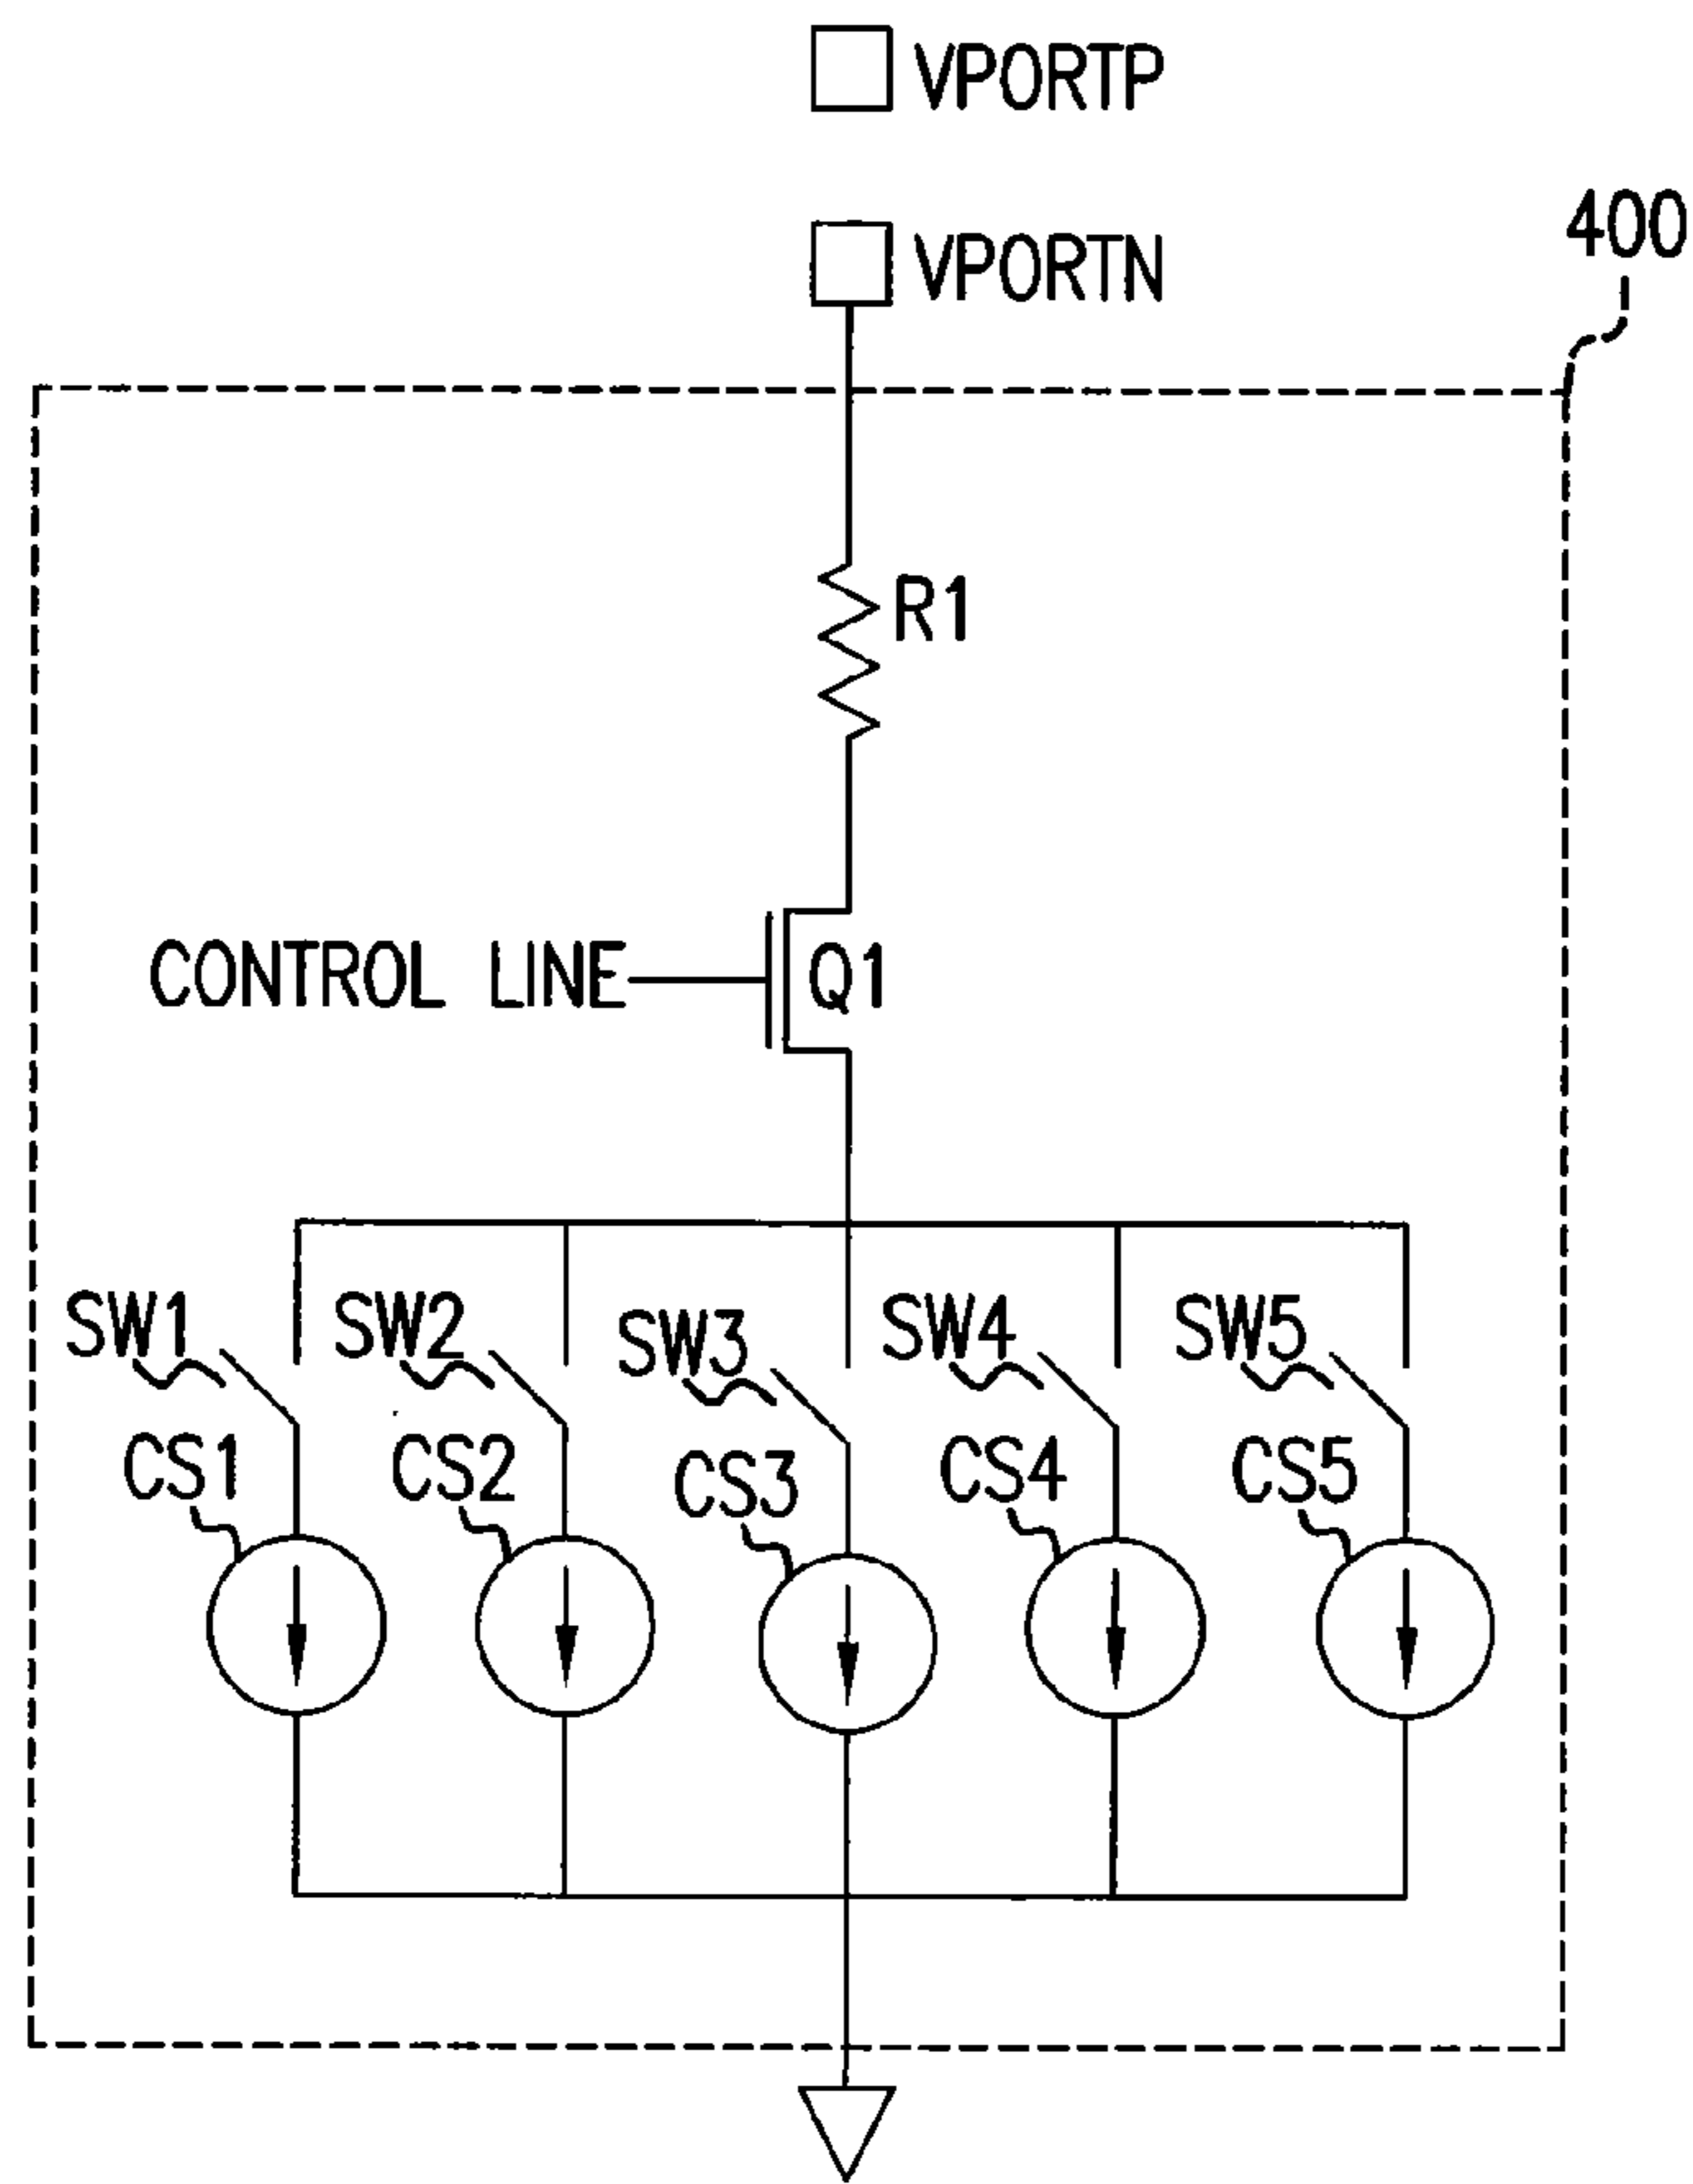 VPORTP
VPORTN
400
R1
CONTROL LINE
Q1
SW1
SW2
SW3
SW4
SW5
CS1
CS2
CS3
CS4
CS5